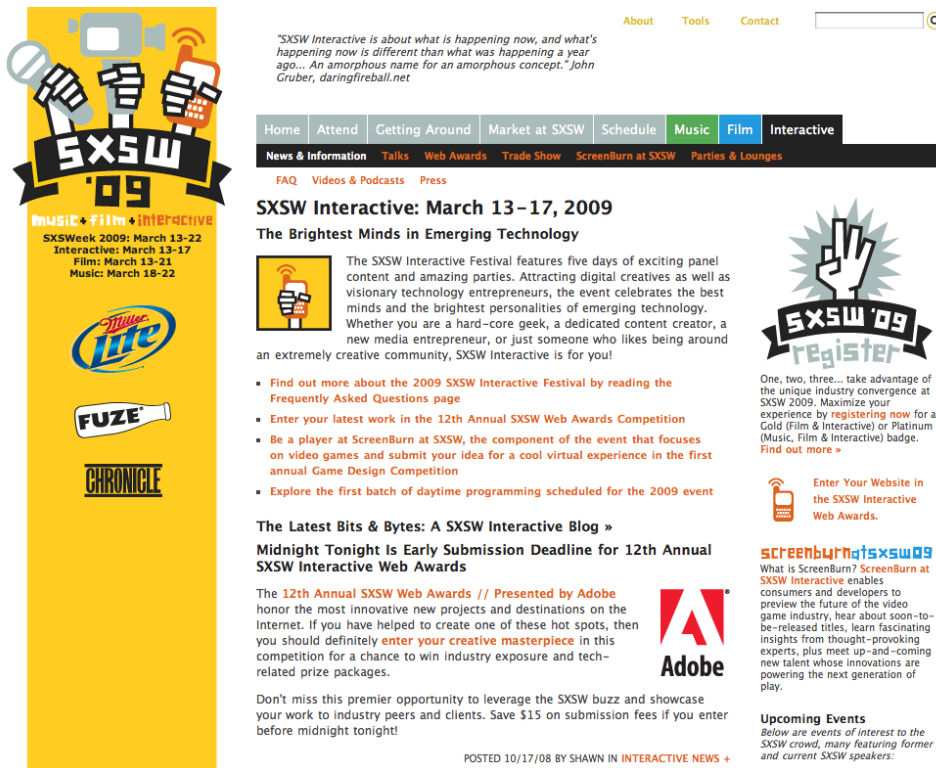 About Tools Contact
"SXSW Interactive is about what is happening now, and what's
happening now is different than what was happening a year
ago... An amorphous name for an amorphous concept." John
Gruber, daringfireball.net
SXSW
'09
music+film+interactive
SXSWeek 2009: March 13-22
Interactive: March 13-17
Film: March 13-21
Music: March 18-22
Miller
Lite
FUZE®
CHRONICLE
Home Attend Getting Around Market at SXSW Schedule Music Film Interactive
News & Information Talks Web Awards Trade Show ScreenBurn at SXSW Parties & Lounges
FAQ Videos & Podcasts Press
SXSW Interactive: March 13-17, 2009
The Brightest Minds in Emerging Technology
The SXSW Interactive Festival features five days of exciting panel
content and amazing parties. Attracting digital creatives as well as
visionary technology entrepreneurs, the event celebrates the best
minds and the brightest personalities of emerging technology.
Whether you are a hard-core geek, a dedicated content creator, a
new media entrepreneur, or just someone who likes being around
an extremely creative community, SXSW Interactive is for you!
Find out more about the 2009 SXSW Interactive Festival by reading the
Frequently Asked Questions page
Enter your latest work in the 12th Annual SXSW Web Awards Competition
Be a player at ScreenBurn at SXSW, the component of the event that focuses
on video games and submit your idea for a cool virtual experience in the first
annual Game Design Competition
Explore the first batch of daytime programming scheduled for the 2009 event
The Latest Bits & Bytes: A SXSW Interactive Blog »
Midnight Tonight Is Early Submission Deadline for 12th Annual
SXSW Interactive Web Awards
The 12th Annual SXSW Web Awards // Presented by Adobe
honor the most innovative new projects and destinations on the
Internet. If you have helped to create one of these hot spots, then
you should definitely enter your creative masterpiece in this
competition for a chance to win industry exposure and tech-
related prize packages.
Adobe
Don't miss this premier opportunity to leverage the SXSW buzz and showcase
your work to industry peers and clients. Save $15 on submission fees if you enter
before midnight tonight!
POSTED 10/17/08 BY SHAWN IN INTERACTIVE NEWS +
SXSW '09
register
One, two, three... take advantage of
the unique industry convergence at
SXSW 2009. Maximize your
experience by registering now for a
Gold (Film & Interactive) or Platinum
(Music, Film & Interactive) badge.
Find out more »
Enter Your Website in
the SXSW Interactive
Web Awards.
screenburnatsxsw09
What is ScreenBurn? ScreenBurn at
SXSW Interactive enables
consumers and developers to
preview the future of the video
game industry, hear about soon-to-
be-released titles, learn fascinating
insights from thought-provoking
experts, plus meet up-and-coming
new talent whose innovations are
powering the next generation of
play.
Upcoming Events
Below are events of interest to the
SXSW crowd, many featuring former
and current SXSW speakers: